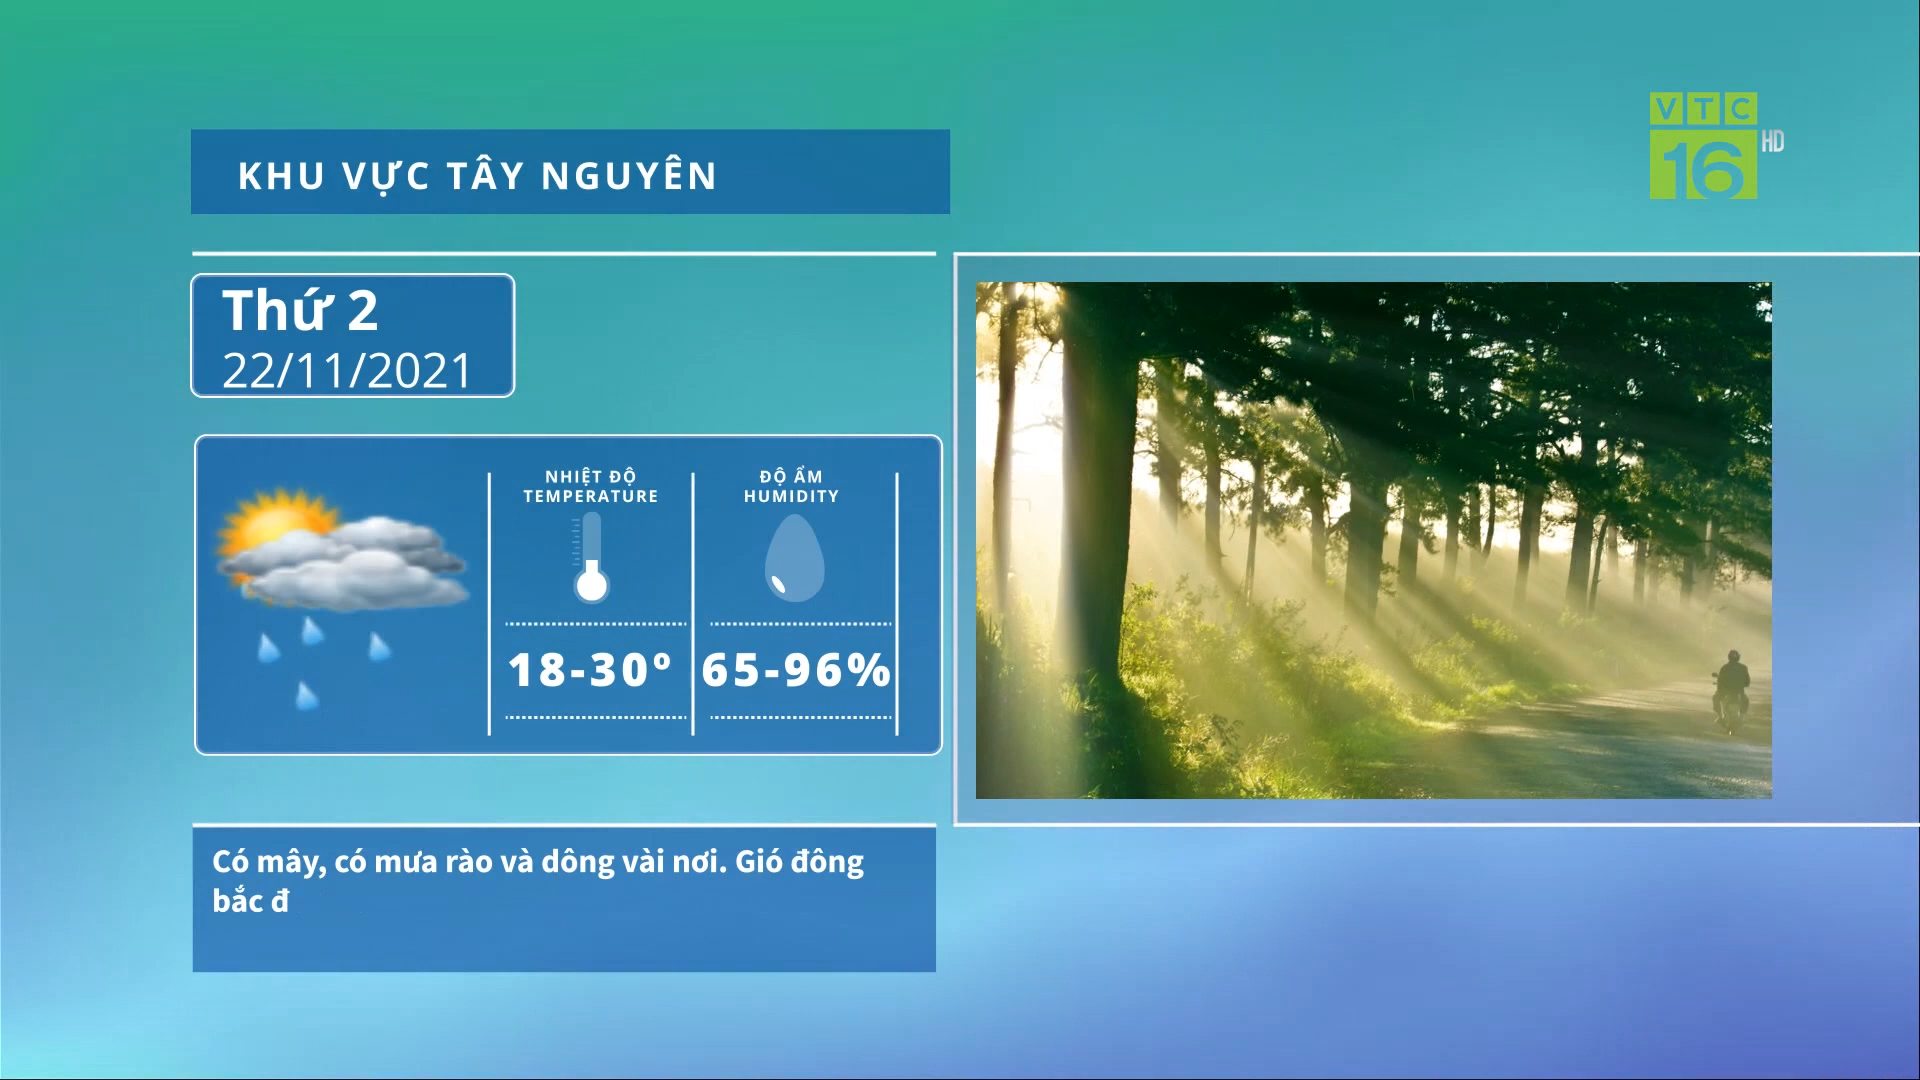 VTC
16 HD
KHU VỰC TÂY NGUYÊN
Thứ 2
22/11/2021
NHIỆT ĐỘ
TEMPERATURE
18-30°
ĐỘ ẨM
HUMIDITY
65-96%
Có mây, có mưa rào và dông vài nơi. Gió đông
bắc đ